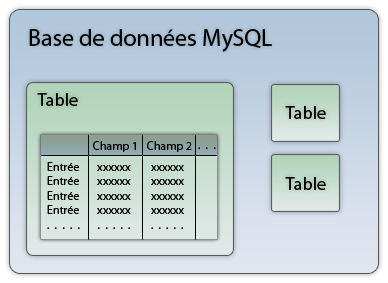 Base de données MySQL
Table
Champ 1 Champ 2 . . .
Entrée xxxxxx xxxxxx
Entrée xxxxxx xxxxxx
Entrée xxxxxx xxxxxx
Entrée xxxxxx xxxxxx
. . . . . . . . . . . . . . .
Table
Table